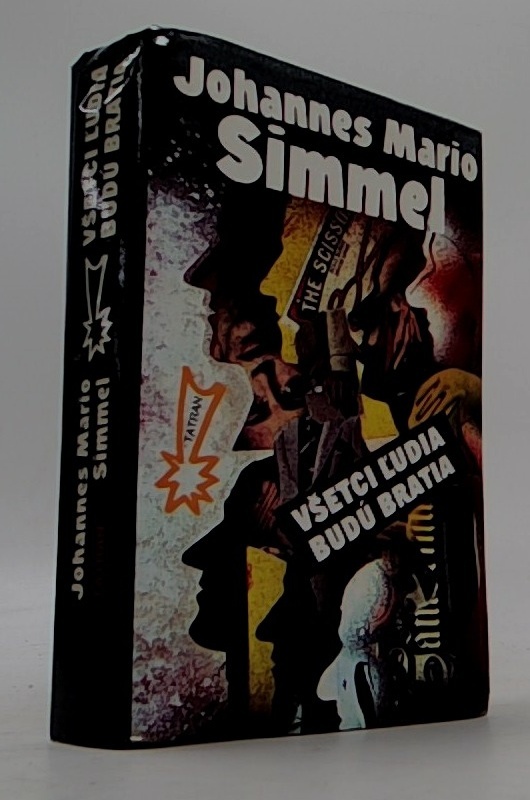 Johannes Mario
Simmel
THE SCISSO
TATRAN
VŠETCI ĽUDIA
BUDÚ BRATIA
VŠETCI ĽUDIA
BUDÚ BRATIA
Johannes Mario
Simmel